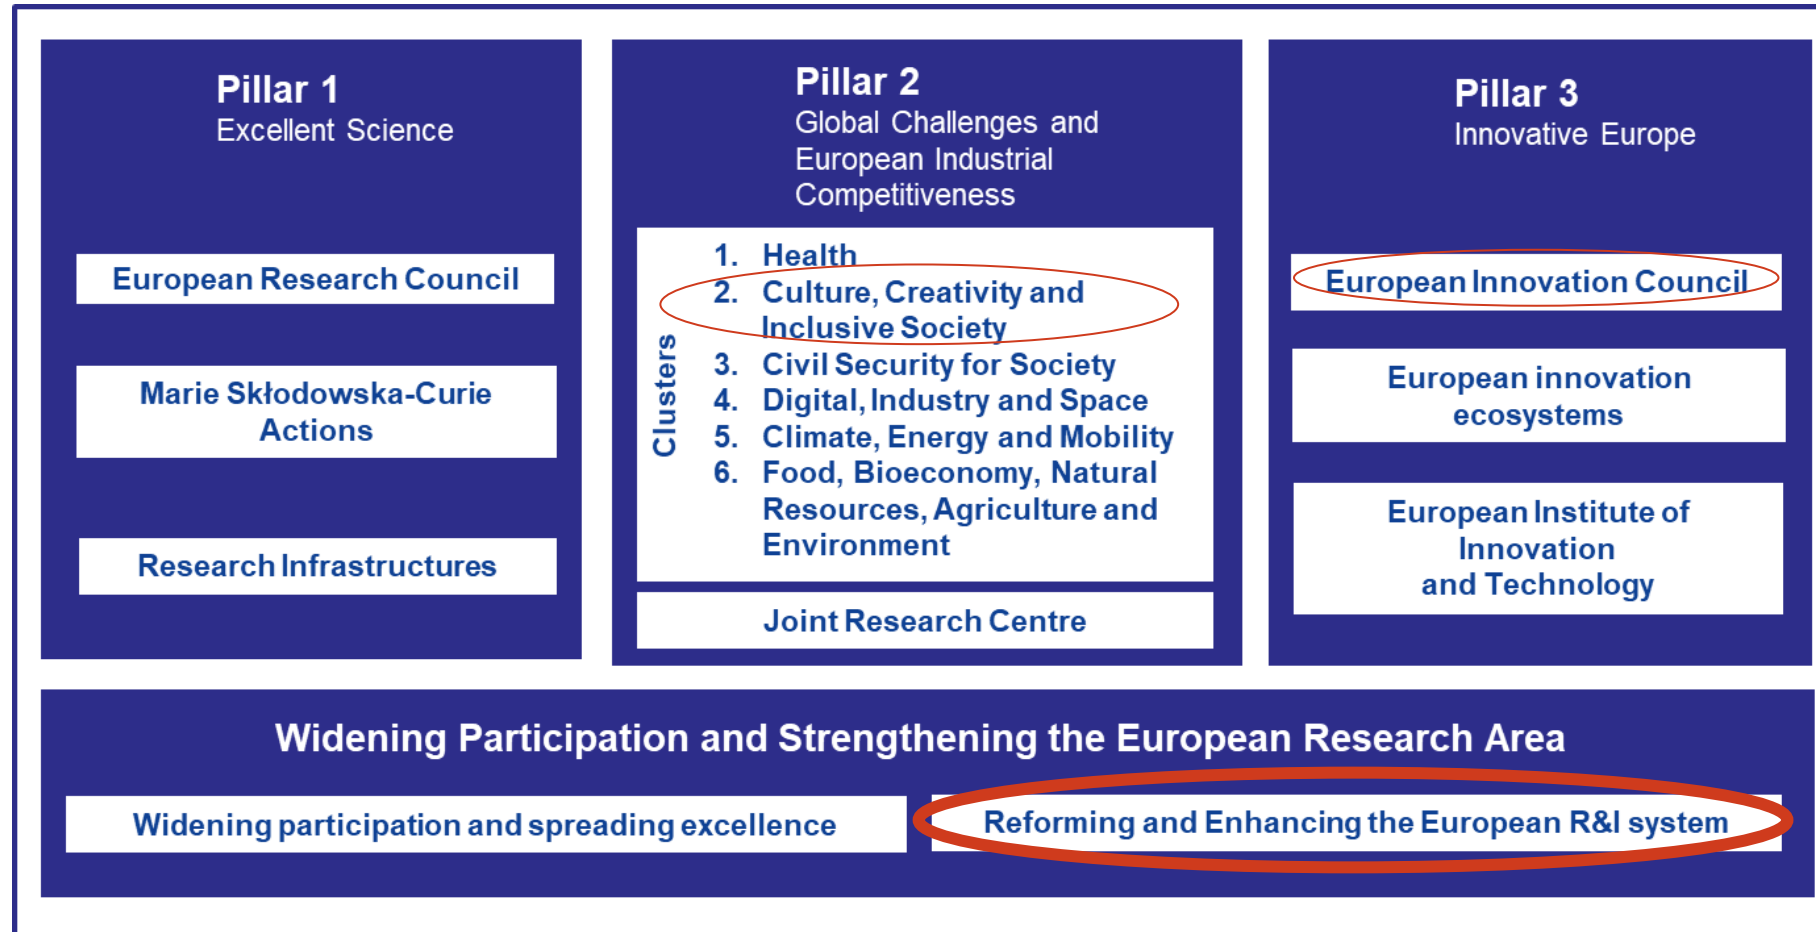 Pillar 1
Excellent Science
European Research Council
Marie Skłodowska-Curie
Actions
Research Infrastructures
Pillar 2
Global Challenges and
European Industrial
Competitiveness
Clusters
1. Health
2. Culture, Creativity and
Inclusive Society
3. Civil Security for Society
4. Digital, Industry and Space
5. Climate, Energy and Mobility
6. Food, Bioeconomy, Natural
Resources, Agriculture and
Environment
Joint Research Centre
Pillar 3
Innovative Europe
European Innovation Council
European innovation
ecosystems
European Institute of
Innovation
and Technology
Widening Participation and Strengthening the European Research Area
Widening participation and spreading excellence
Reforming and Enhancing the European R&I system